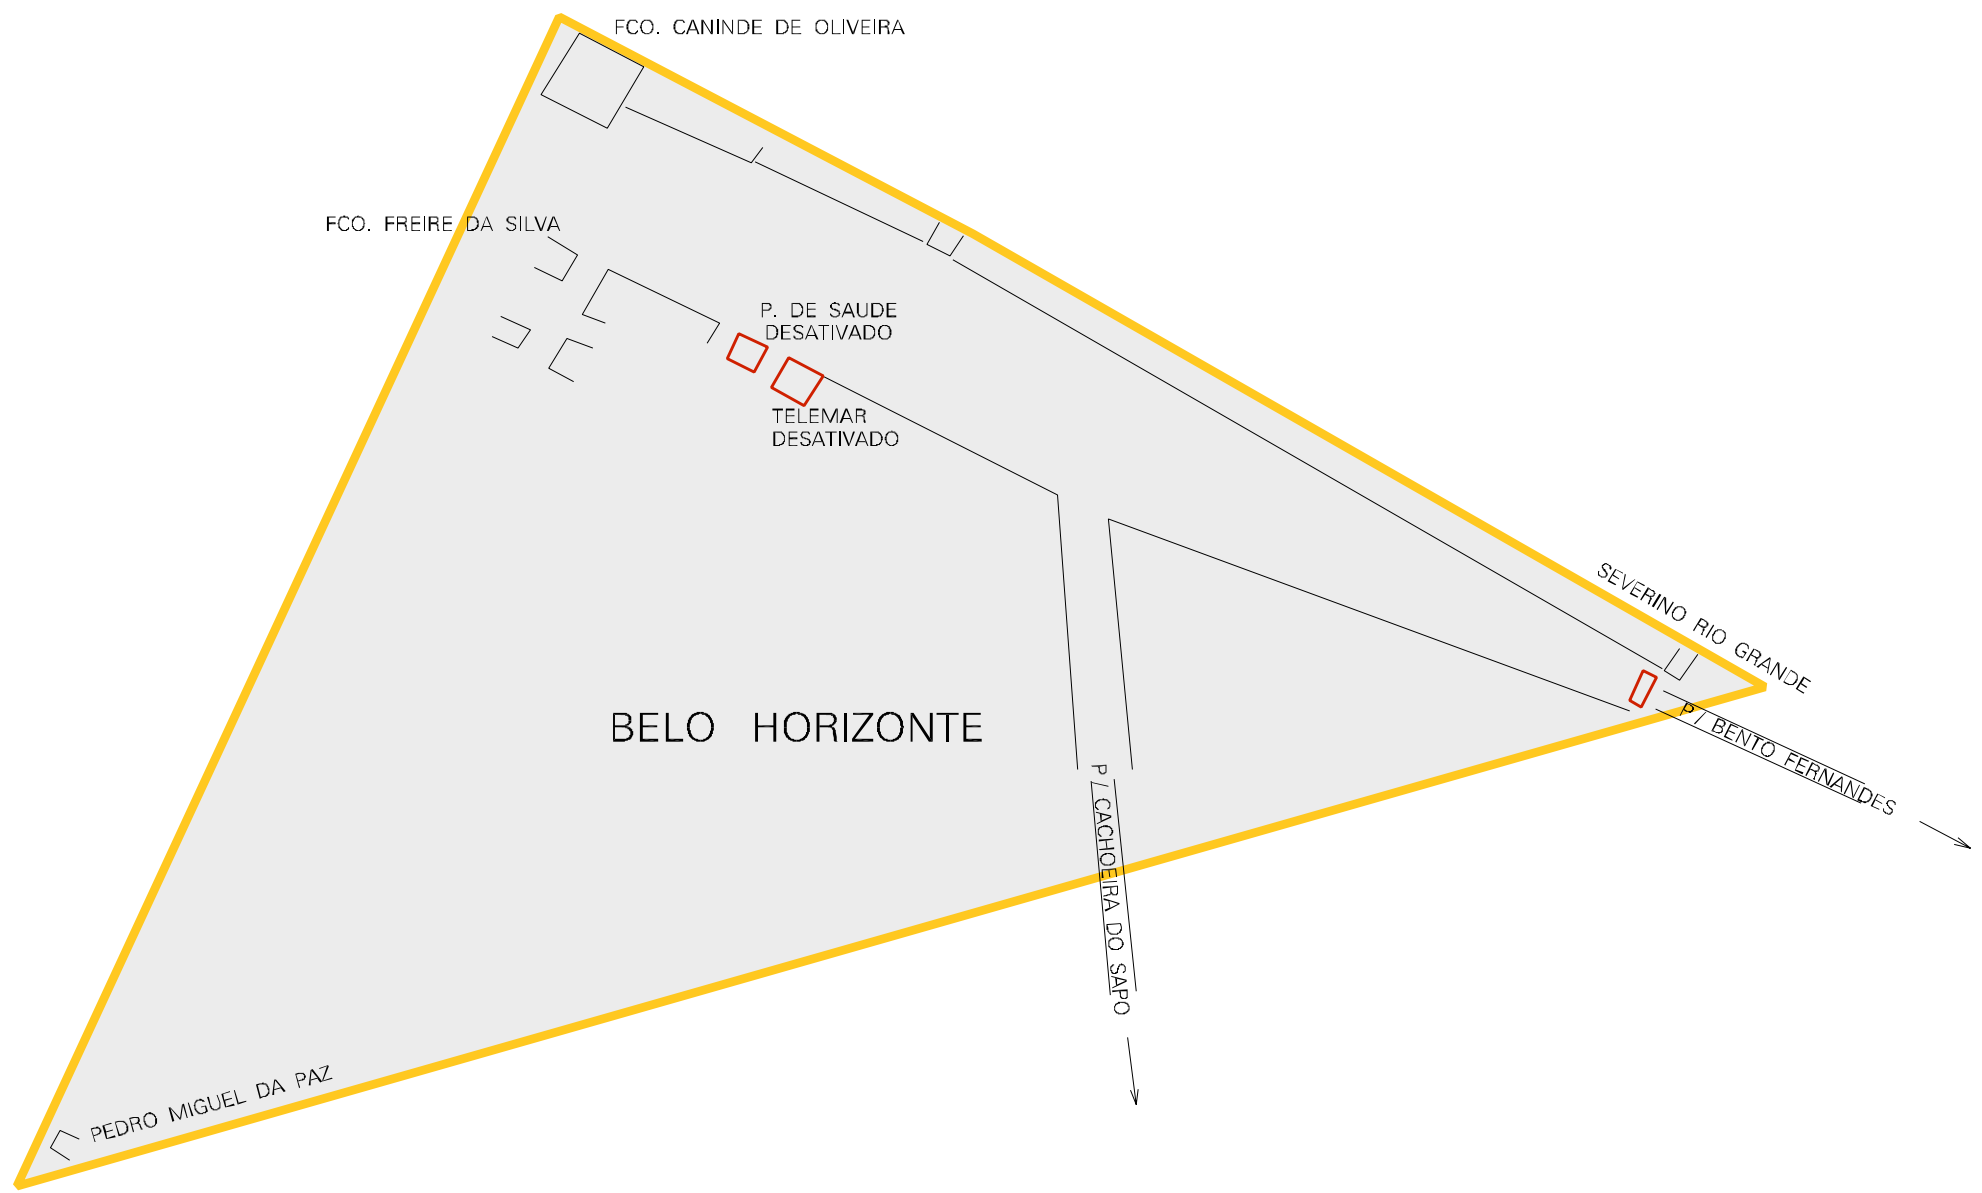 FCO. CANINDE DE OLIVEIRA
FCO. FREIRE DA SILVA
P. DE SAUDE
DESATIVADO
TELEMAR
DESATIVADO
SEVERINO RIO GRANDE
BELO HORIZONTE
P/ BENTO FERNANDES
P/ CACHOEIRA DO SAPO
PEDRO MIGUEL DA PAZ